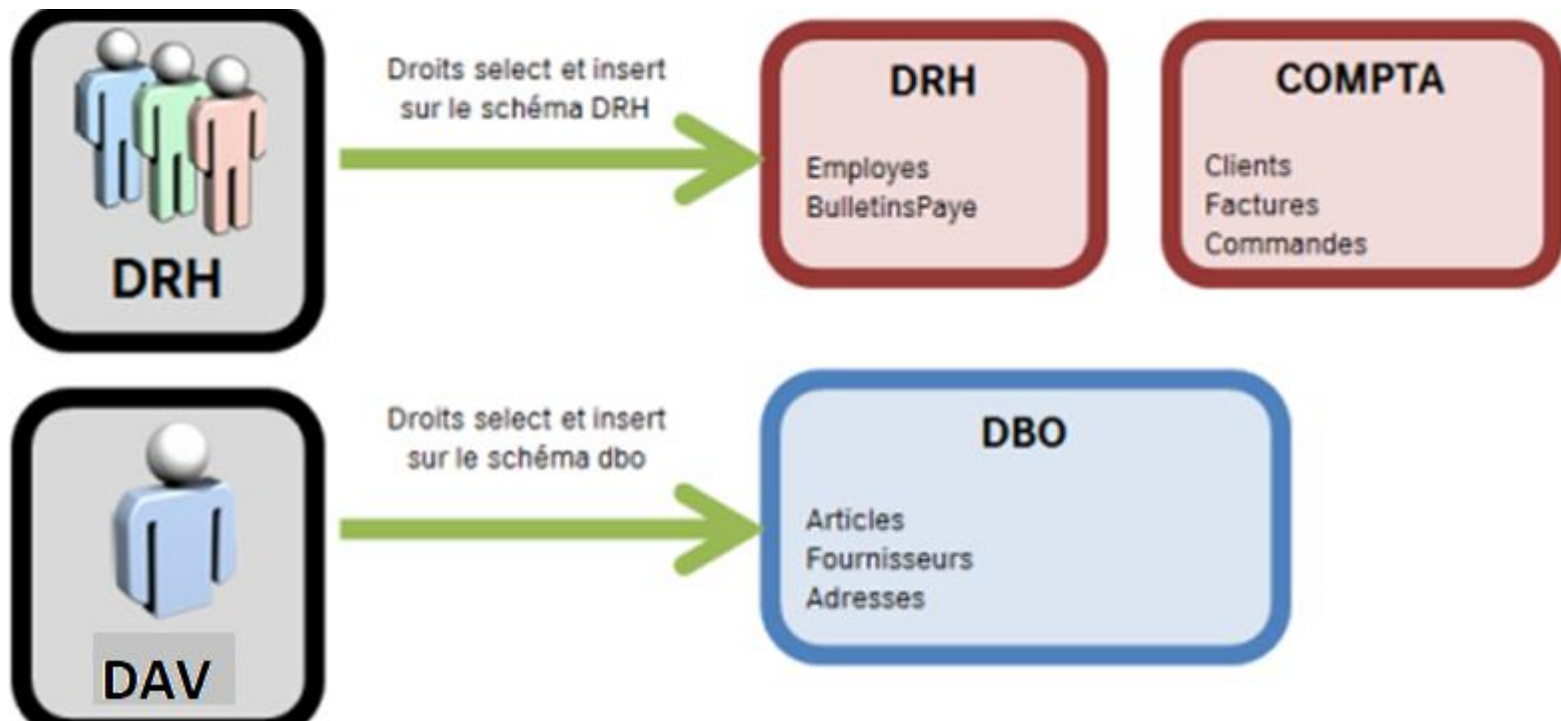 DRH
Droits select et insert
sur le schéma DRH
DRH
Employes
BulletinsPaye
COMPTA
Clients
Factures
Commandes
DAV
Droits select et insert
sur le schéma dbo
DBO
Articles
Fournisseurs
Adresses